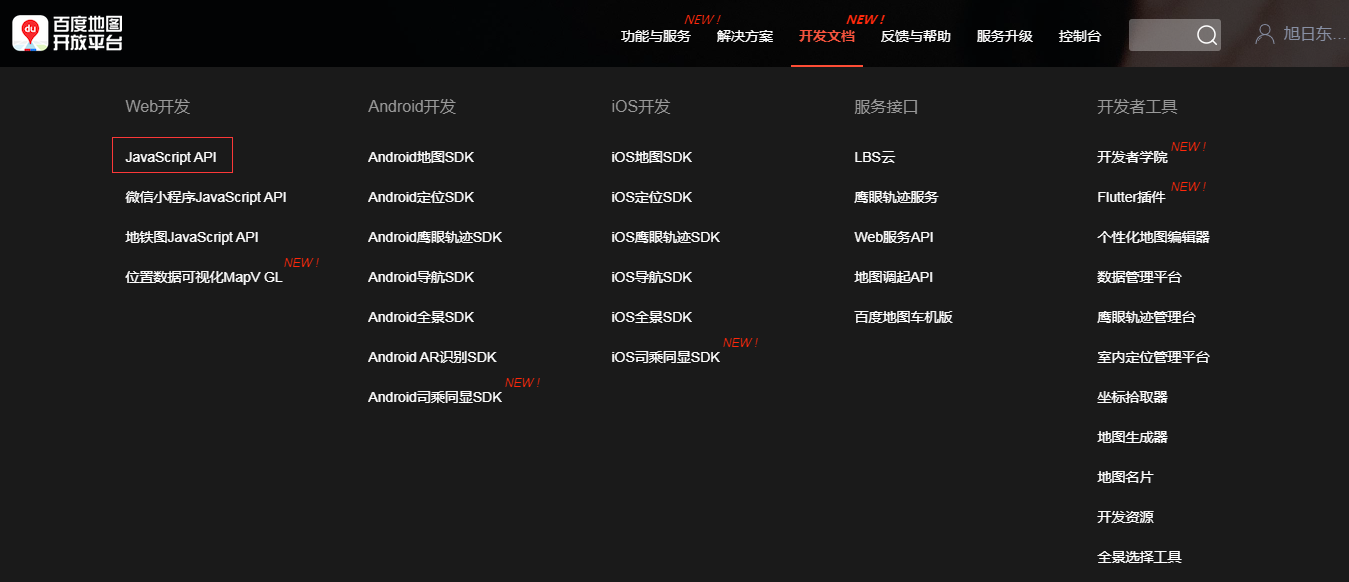 du
百度地图
开放平台
功能与服务
NEW !
解决方案
开发文档
NEW !
反馈与帮助
服务升级
控制台
旭日东...
Web开发
JavaScript API
微信小程序JavaScript API
地铁图JavaScript API
位置数据可视化MapV GL
NEW !
Android开发
Android地图SDK
Android定位SDK
Android鹰眼轨迹SDK
Android导航SDK
Android全景SDK
Android AR识别SDK
Android司乘同显SDK
NEW !
iOS开发
iOS地图SDK
iOS定位SDK
iOS鹰眼轨迹SDK
iOS导航SDK
iOS全景SDK
iOS司乘同显SDK
NEW !
服务接口
LBS云
鹰眼轨迹服务
Web服务API
地图调起API
百度地图车机版
开发者工具
开发者学院
NEW !
Flutter插件
NEW !
个性化地图编辑器
数据管理平台
鹰眼轨迹管理台
室内定位管理平台
坐标拾取器
地图生成器
地图名片
开发资源
全景选择工具